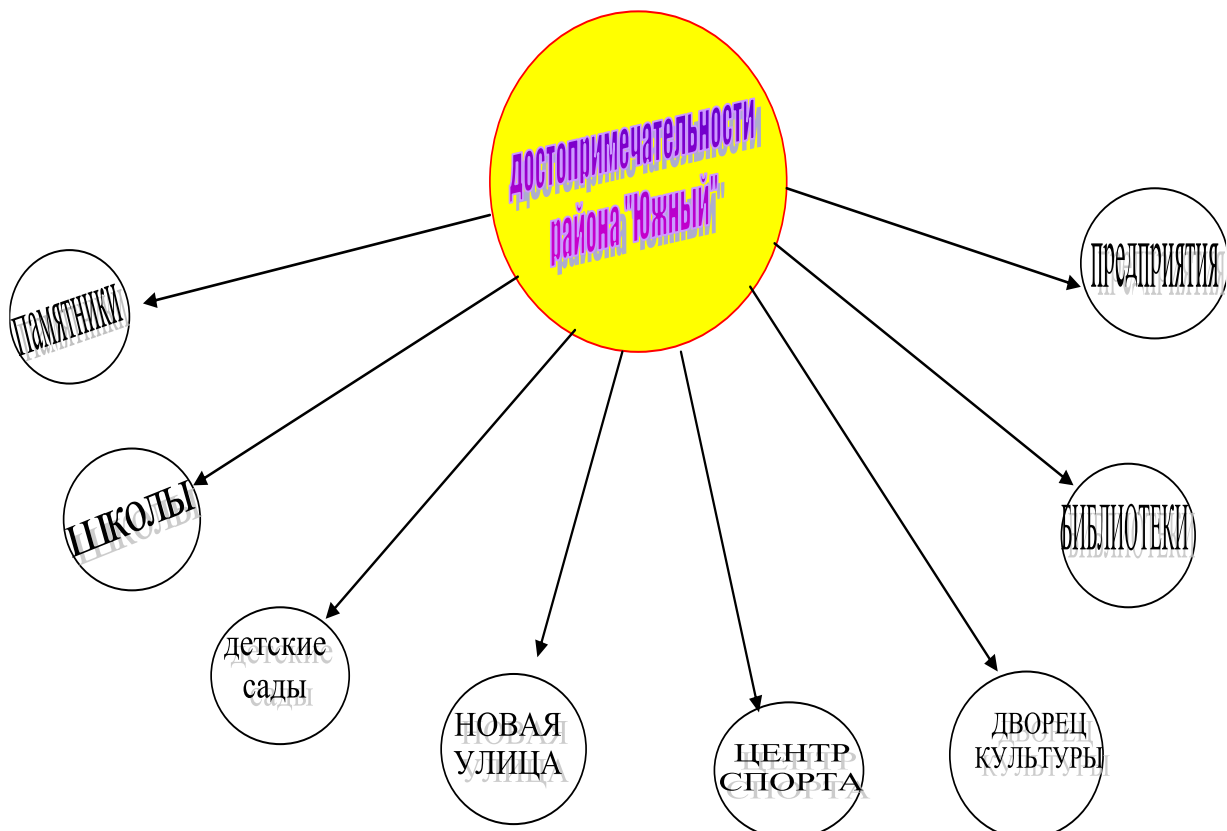 достопримечательности
района "Южный"
памятники
предприятия
школы
БИБЛИОТЕКИ
детские
сады
НОВАЯ
УЛИЦА
ЦЕНТР
СПОРТА
ДВОРЕЦ
КУЛЬТУРЫ